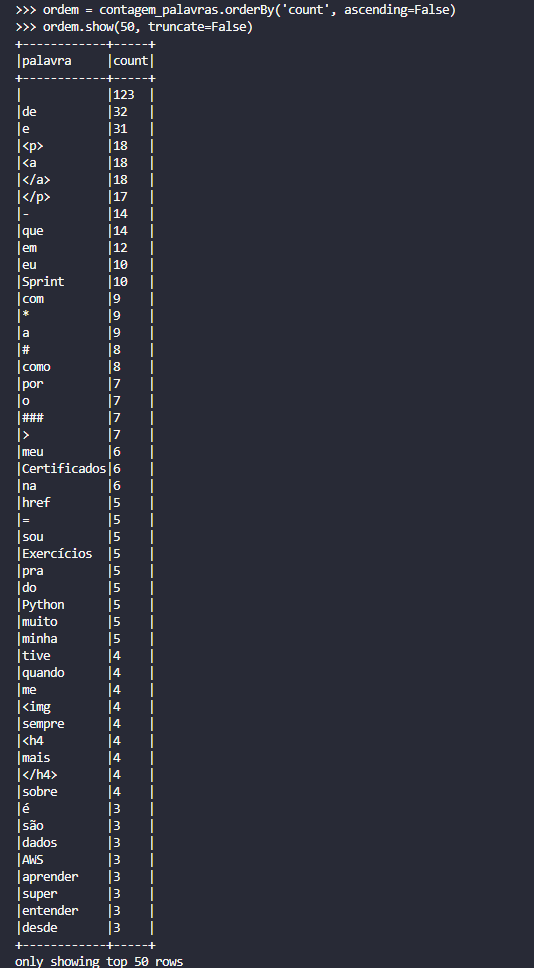 >>> ordem = contagem_palavras.orderBy('count', ascending=False)
>>> ordem.show(50, truncate=False)
+------------+-----+
|palavra     |count|
+------------+-----+
|            |123  |
|de          |32   |
|e           |31   |
|<p>         |18   |
|<a          |18   |
|</a>        |18   |
|</p>        |17   |
|-           |14   |
|que         |14   |
|em          |12   |
|eu          |10   |
|Sprint      |10   |
|com         |9    |
|*           |9    |
|a           |9    |
|#           |8    |
|como        |8    |
|por         |7    |
|o           |7    |
|###         |7    |
|>           |7    |
|meu         |6    |
|Certificados|6    |
|na          |6    |
|href        |5    |
|=           |5    |
|sou         |5    |
|Exercícios  |5    |
|pra         |5    |
|do          |5    |
|Python      |5    |
|muito       |5    |
|minha       |5    |
|tive        |4    |
|quando      |4    |
|me          |4    |
|<img        |4    |
|sempre      |4    |
|<h4         |4    |
|mais        |4    |
|</h4>       |4    |
|sobre       |4    |
|é           |3    |
|são         |3    |
|dados       |3    |
|AWS         |3    |
|aprender    |3    |
|super       |3    |
|entender    |3    |
|desde       |3    |
+------------+-----+
only showing top 50 rows